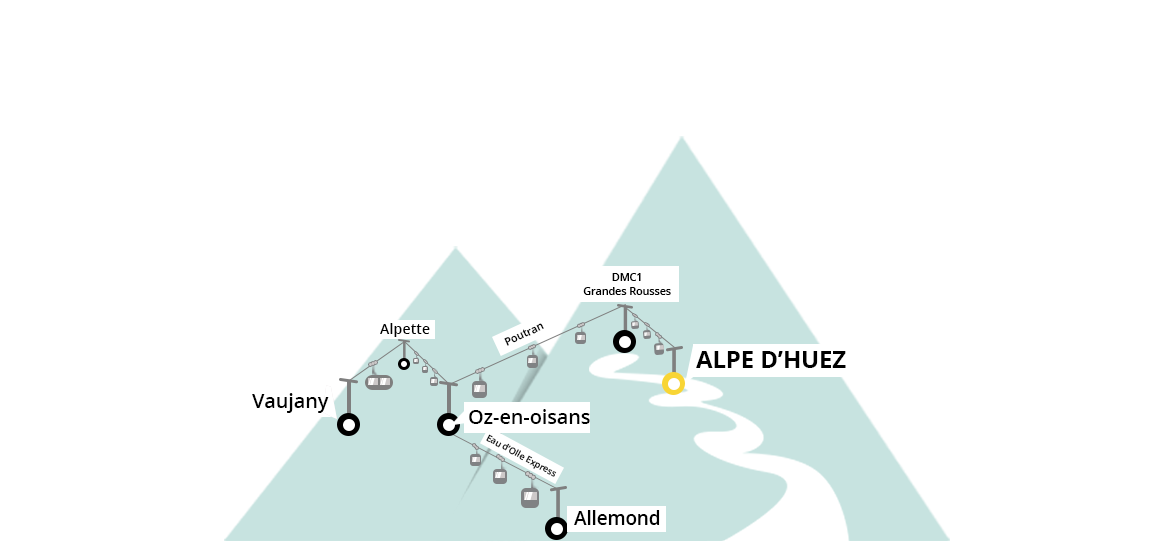 DMC1
Grandes Rousses
Alpette
Poutran
ALPE D’HUEZ
Vaujany
Oz-en-oisans
Eau d'Olle Express
Allemond